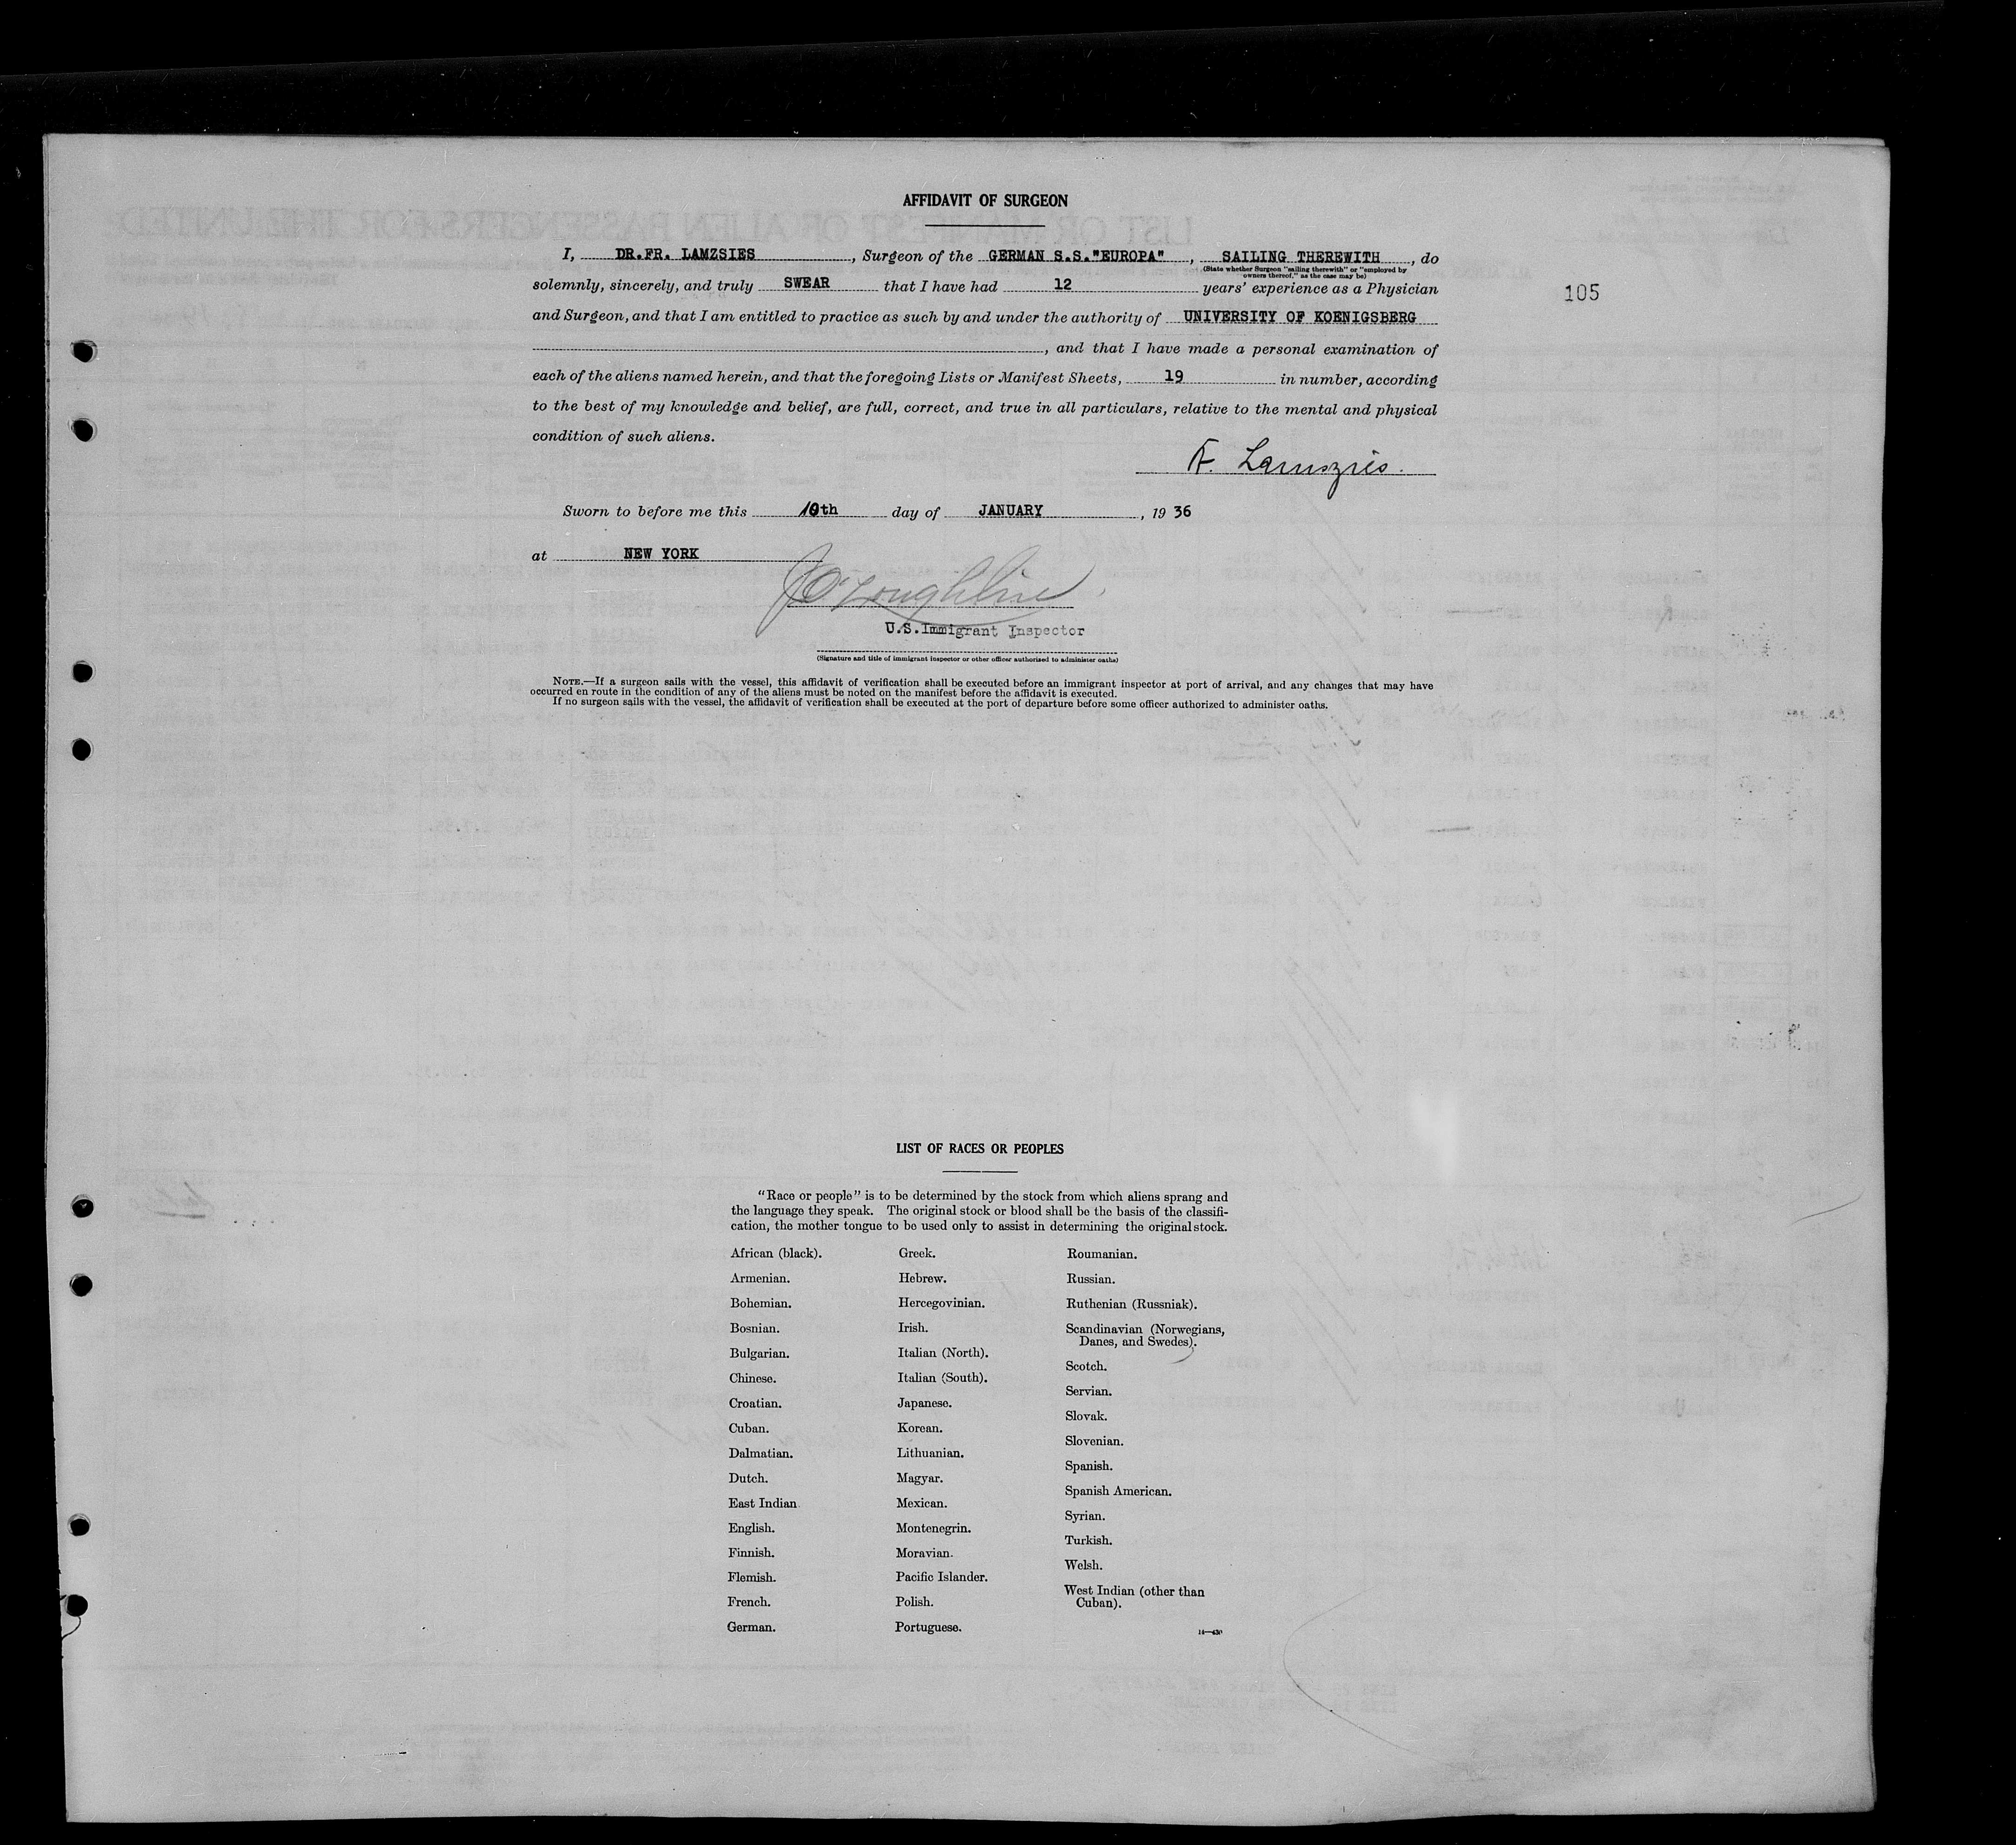 AFFIDAVIT OF SURGEON
I, DR.FR. LAMZSIES, Surgeon of the GERMAN S.S."EUROPA", SAILING THEREWITH, do
(State whether Surgeon "sailing therewith" or "employed by
owners thereof," as the case may be)
solemnly, sincerely, and truly SWEAR that I have had 12 years' experience as a Physician
105
and Surgeon, and that I am entitled to practice as such by and under the authority of UNIVERSITY OF KOENIGSBERG
, and that I have made a personal examination of
each of the aliens named herein, and that the foregoing Lists or Manifest Sheets, 19 in number, according
to the best of my knowledge and belief, are full, correct, and true in all particulars, relative to the mental and physical
condition of such aliens.
F. Lamszies.
Sworn to before me this 10th day of JANUARY, 1936
at NEW YORK
J O'Loughline
U.S.Immigrant Inspector
(Signature and title of immigrant inspector or other officer authorized to administer oaths)
NOTE.—If a surgeon sails with the vessel, this affidavit of verification shall be executed before an immigrant inspector at port of arrival, and any changes that may have
occurred en route in the condition of any of the aliens must be noted on the manifest before the affidavit is executed.
If no surgeon sails with the vessel, the affidavit of verification shall be executed at the port of departure before some officer authorized to administer oaths.
LIST OF RACES OR PEOPLES
"Race or people" is to be determined by the stock from which aliens sprang and
the language they speak. The original stock or blood shall be the basis of the classifi-
cation, the mother tongue to be used only to assist in determining the original stock.
African (black).
Armenian.
Bohemian.
Bosnian.
Bulgarian.
Chinese.
Croatian.
Cuban.
Dalmatian.
Dutch.
East Indian.
English.
Finnish.
Flemish.
French.
German.
Greek.
Hebrew.
Hercegovinian.
Irish.
Italian (North).
Italian (South).
Japanese.
Korean.
Lithuanian.
Magyar.
Mexican.
Montenegrin.
Moravian.
Pacific Islander.
Polish.
Portuguese.
Roumanian.
Russian.
Ruthenian (Russniak).
Scandinavian (Norwegians,
Danes, and Swedes).
Scotch.
Servian.
Slovak.
Slovenian.
Spanish.
Spanish American.
Syrian.
Turkish.
Welsh.
West Indian (other than
Cuban).